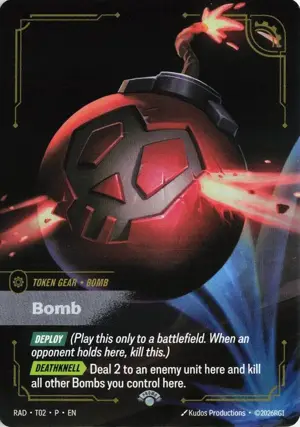 TOKEN GEAR • BOMB
Bomb
DEPLOY (Play this only to a battlefield. When an
opponent holds here, kill this.)
DEATHKNELL Deal 2 to an enemy unit here and kill
all other Bombs you control here.
RAD • T02 • P • EN
Kudos Productions • ©2026RGI